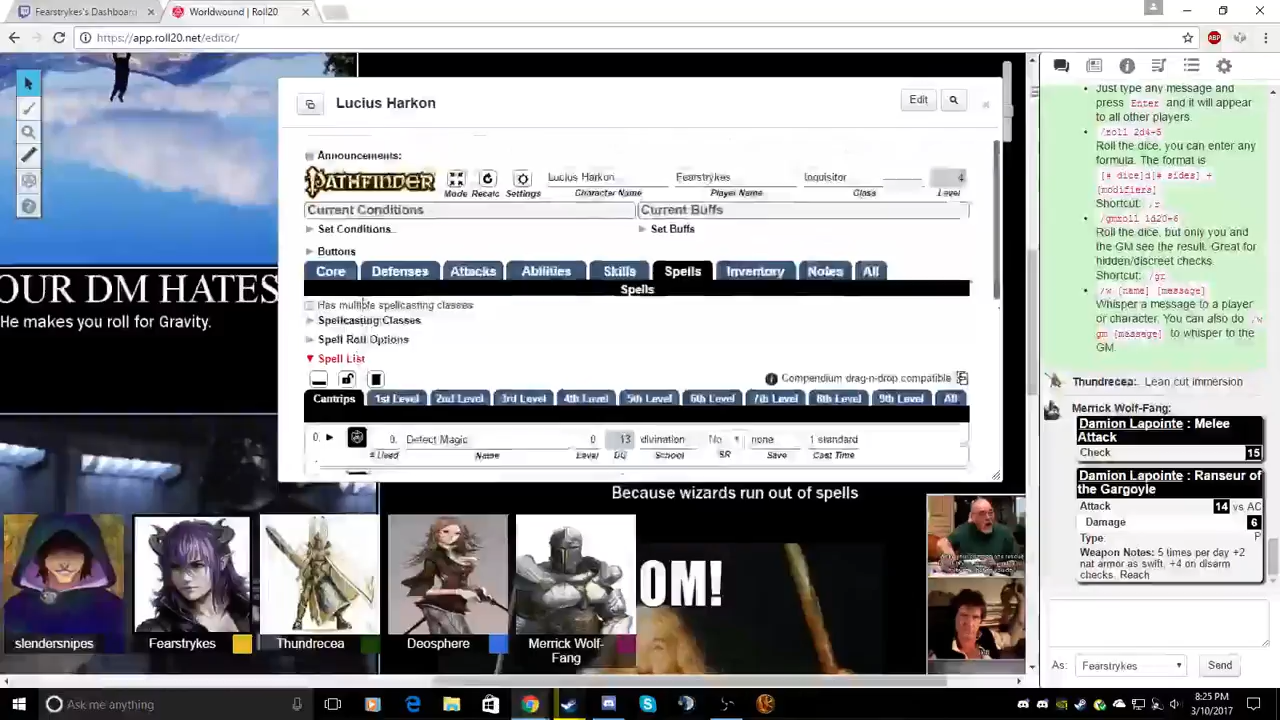 Fearstrykes's Dashboard
Worldwound | Roll20
https://app.roll20.net/editor/
ABP
OUR DM HATES
He makes you roll for Gravity.
Lucius Harkon
Edit
Announcements:
PATHFINDER
Mode Recalc Settings
Lucius Harkon
Character Name
Fearstrykes
Player Name
Inquisitor
Class
4
Level
Current Conditions
Current Buffs
Set Conditions..
Set Buffs
Buttons
Core Defenses Attacks Abilities Skills Spells Inventory Notes All
Spells
Has multiple spellcasting classes
Spellcasting Classes
Spell Roll Options
Spell List
Compendium drag-n-drop compatible
Cantrips 1st Level 2nd Level 3rd Level 4th Level 5th Level 6th Level 7th Level 8th Level 9th Level All
0. 0. Detect Magic 0 13 divination No none 1 standard
# Used Name Level DC School SR Save Cast Time
Because wizards run out of spells
OM!
slendersnipes
Fearstrykes
Thundrecea
Deosphere
Merrick Wolf-
Fang
Just type any message and
press Enter and it will appear
to all other players.
/roll 2d4+5
Roll the dice, you can enter any
formula. The format is
[# dice]d[# sides] +
[modifiers]
Shortcut: /r
/gmroll 1d20+6
Roll the dice, but only you and
the GM see the result. Great for
hidden/discreet checks.
Shortcut: /gr
/w [name] [message]
Whisper a message to a player
or character. You can also do /w
gm [message] to whisper to the
GM.
Thundrecea: Lean cut immersion
Merrick Wolf-Fang:
Damion Lapointe : Melee
Attack
Check 15
Damion Lapointe : Ranseur of
the Gargoyle
Attack 14 vs AC
Damage 6
Type: P
Weapon Notes: 5 times per day +2
nat armor as swift, +4 on disarm
checks. Reach
As: Fearstrykes Send
Ask me anything
8:25 PM
3/10/2017